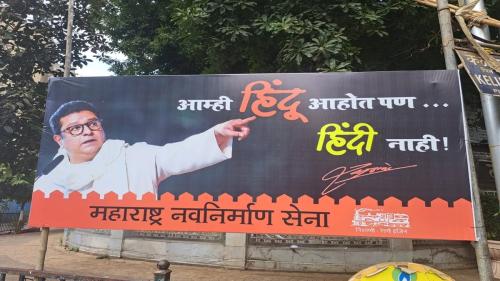 आम्ही हिंदू आहोत पण ...
हिंदी नाही!
महाराष्ट्र नवनिर्माण सेना
निशाणी - रेल्वे इंजिन